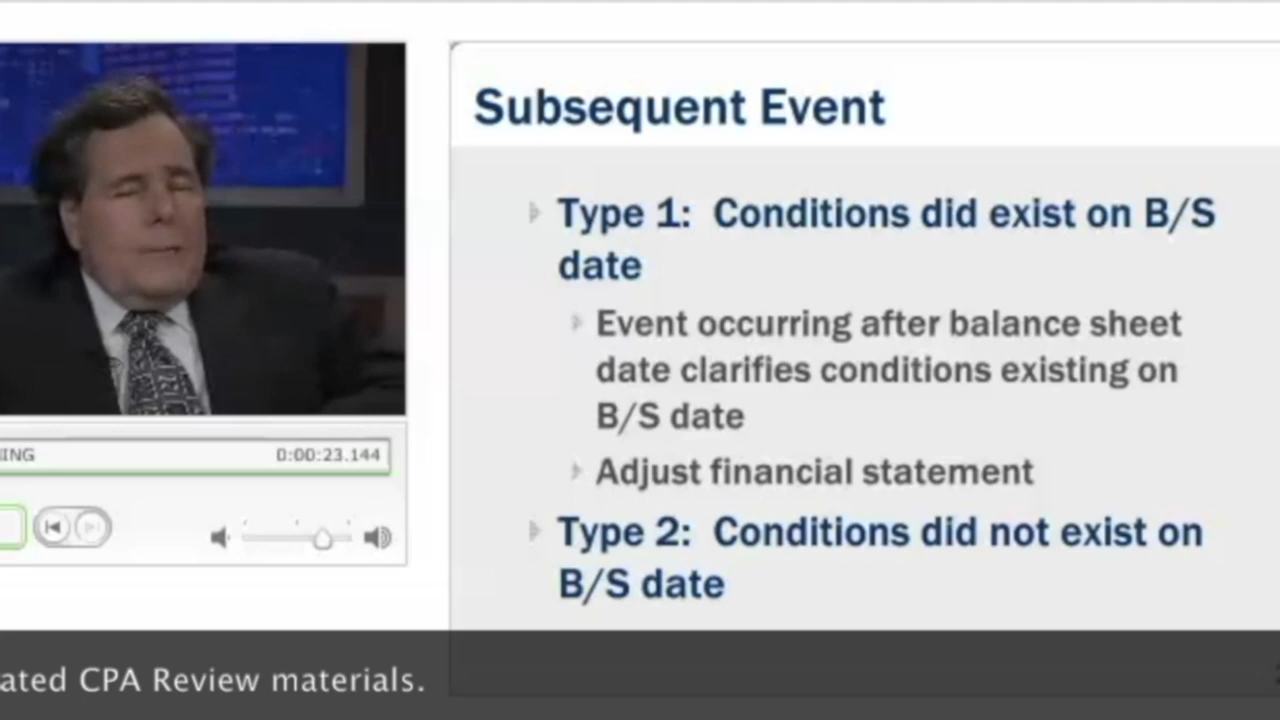 Subsequent Event
Type 1: Conditions did exist on B/S
date
Event occurring after balance sheet
date clarifies conditions existing on
B/S date
Adjust financial statement
Type 2: Conditions did not exist on
B/S date
ING 0:00:23.144
ated CPA Review materials.